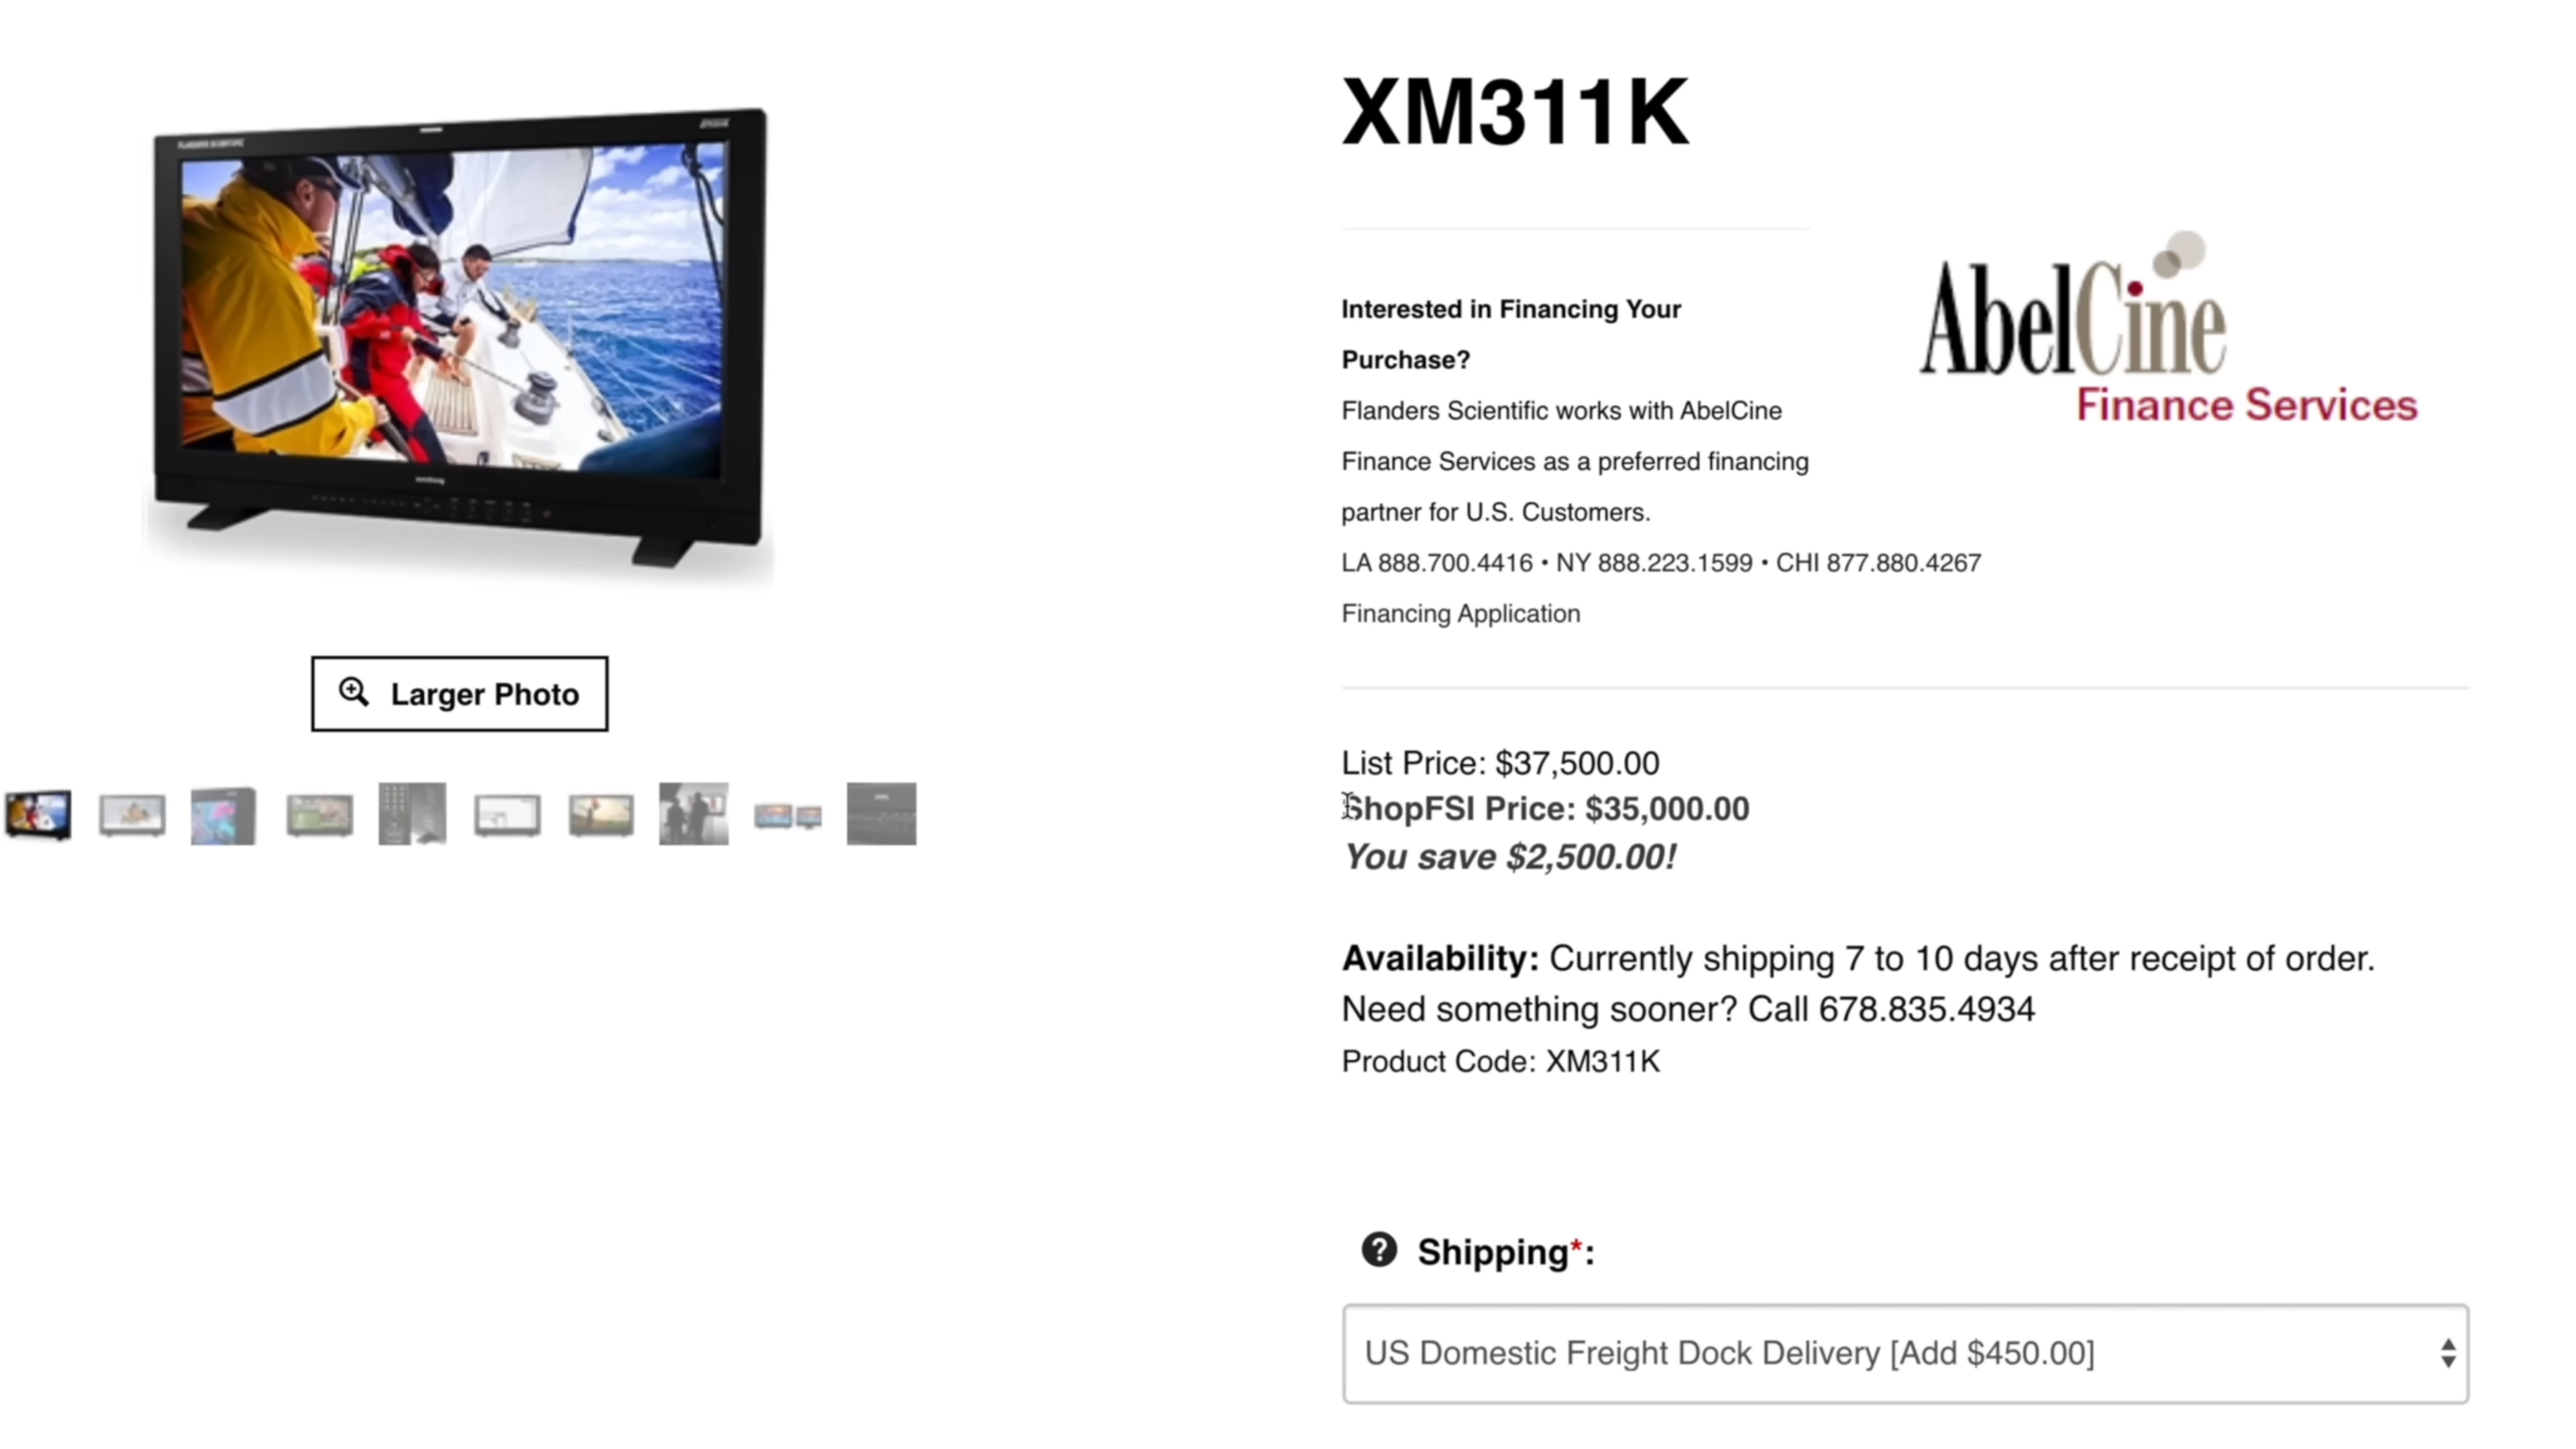 XM311K
FLANDERS SCIENTIFIC
Interested in Financing Your
Purchase?
Flanders Scientific works with AbelCine
Finance Services as a preferred financing
partner for U.S. Customers.
LA 888.700.4416 • NY 888.223.1599 • CHI 877.880.4267
Financing Application
AbelCine
Finance Services
Larger Photo
List Price: $37,500.00
ShopFSI Price: $35,000.00
You save $2,500.00!
Availability: Currently shipping 7 to 10 days after receipt of order.
Need something sooner? Call 678.835.4934
Product Code: XM311K
Shipping*:
US Domestic Freight Dock Delivery [Add $450.00]